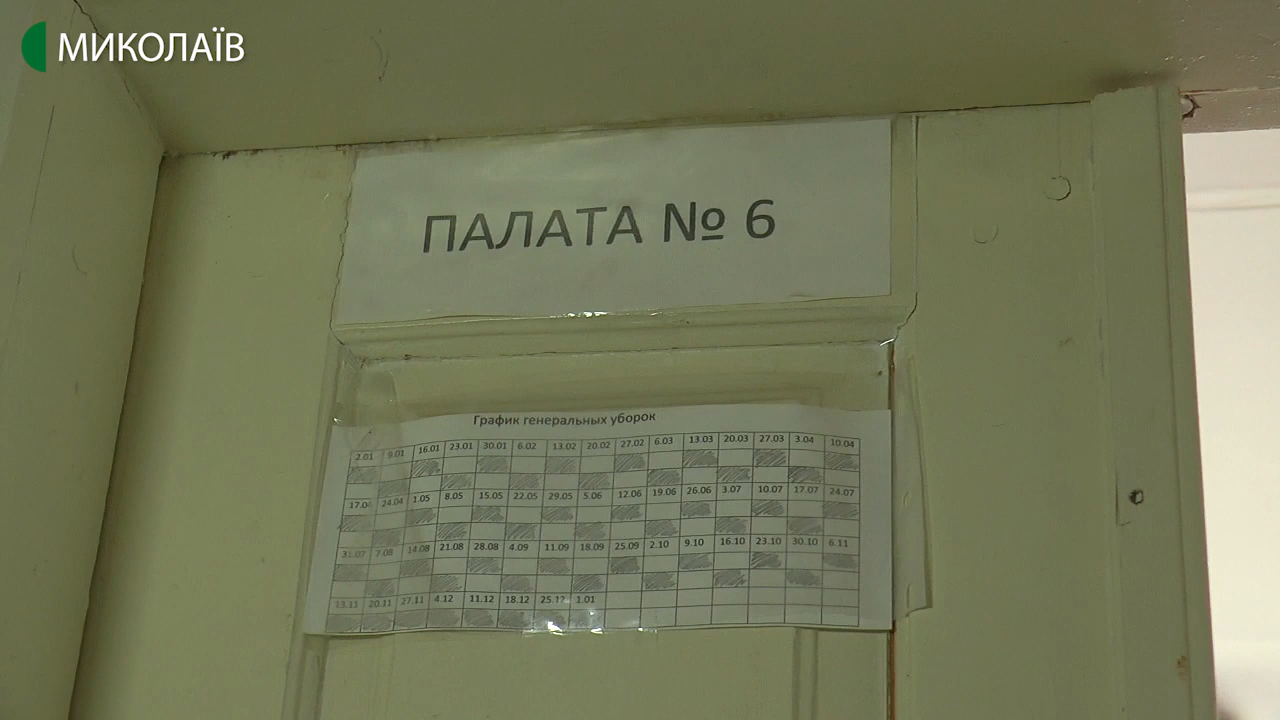 МИКОЛАЇВ
ПАЛАТА № 6
График генеральных уборок
2.01 9.01 16.01 23.01 30.01 6.02 13.02 20.02 27.02 6.03 13.03 20.03 27.03 3.04 10.04
17.04 24.04 1.05 8.05 15.05 22.05 29.05 5.06 12.06 19.06 26.06 3.07 10.07 17.07 24.07
31.07 7.08 14.08 21.08 28.08 4.09 11.09 18.09 25.09 2.10 9.10 16.10 23.10 30.10 6.11
13.11 20.11 27.11 4.12 11.12 18.12 25.12 1.01